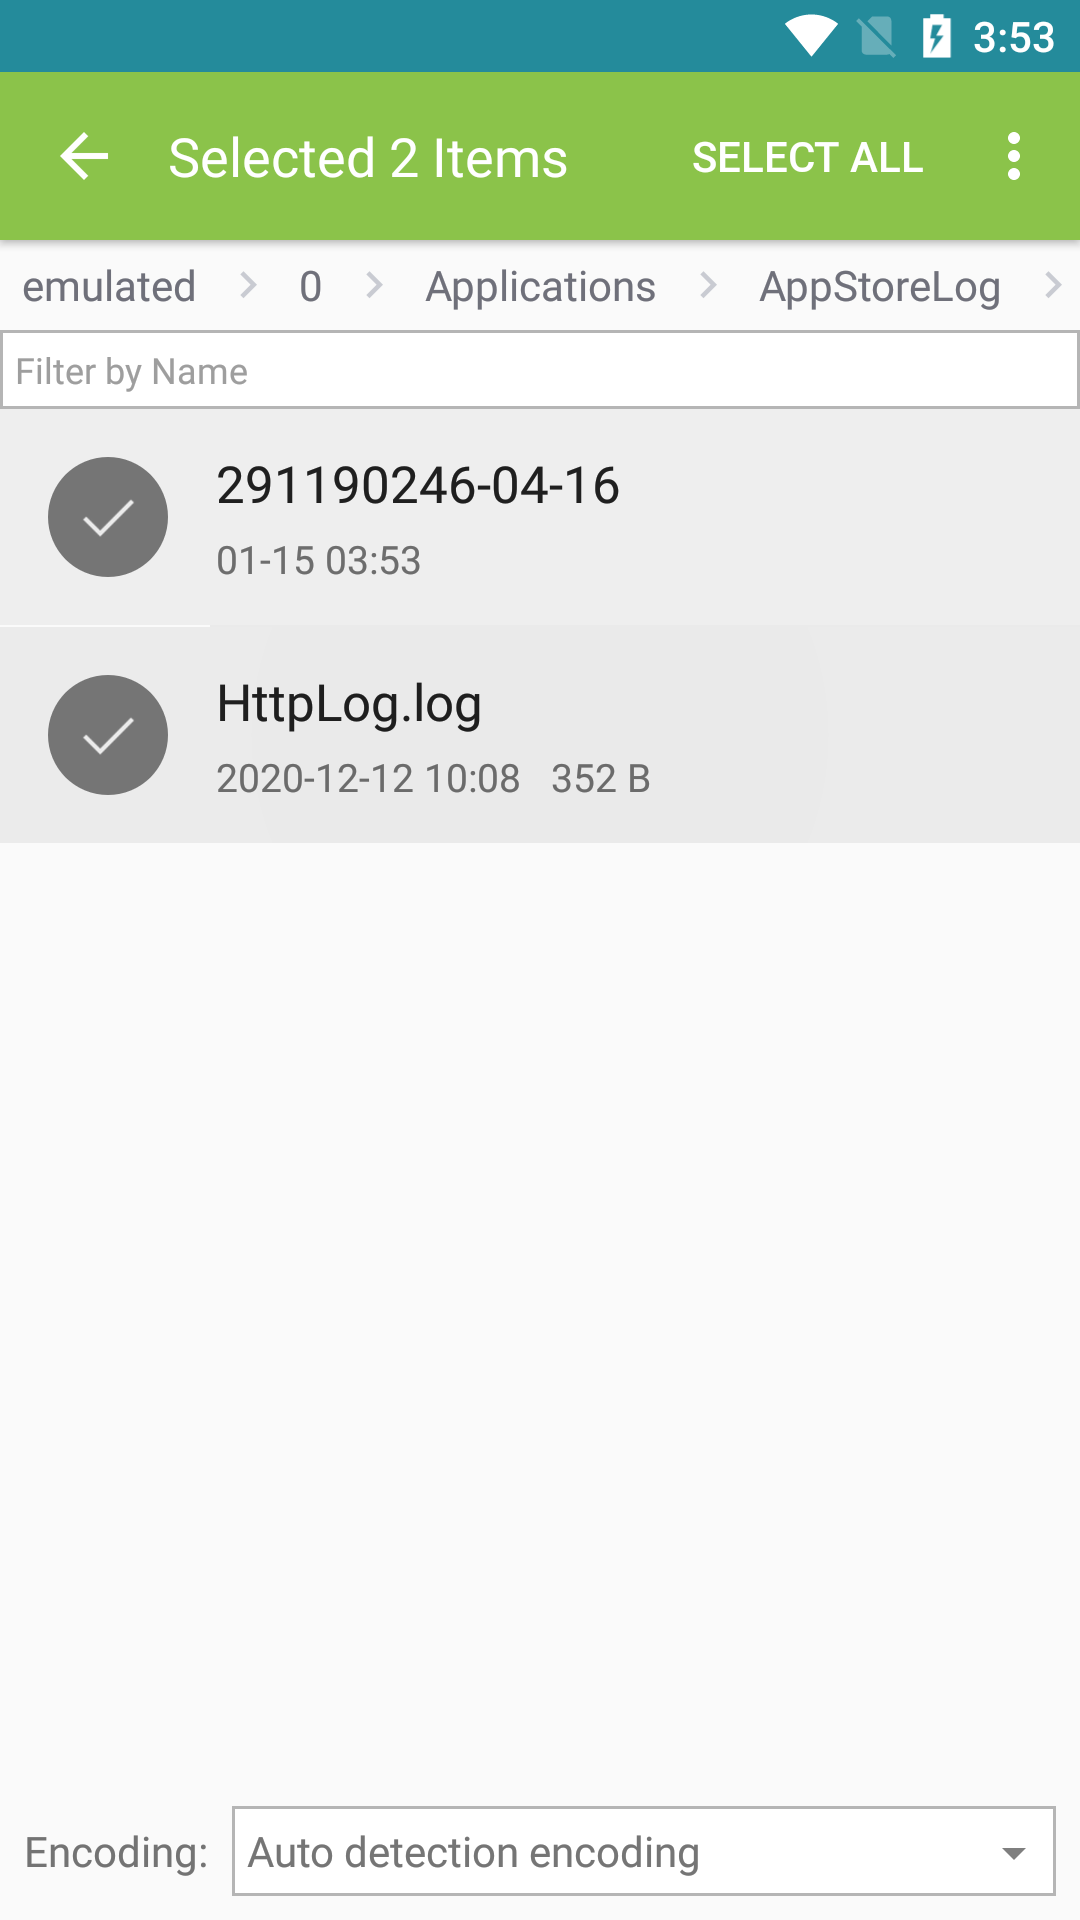 3:53
Selected 2 Items SELECT ALL
emulated 0 Applications AppStoreLog
Filter by Name
291190246-04-16
01-15 03:53
HttpLog.log
2020-12-12 10:08 352 B
Encoding: Auto detection encoding